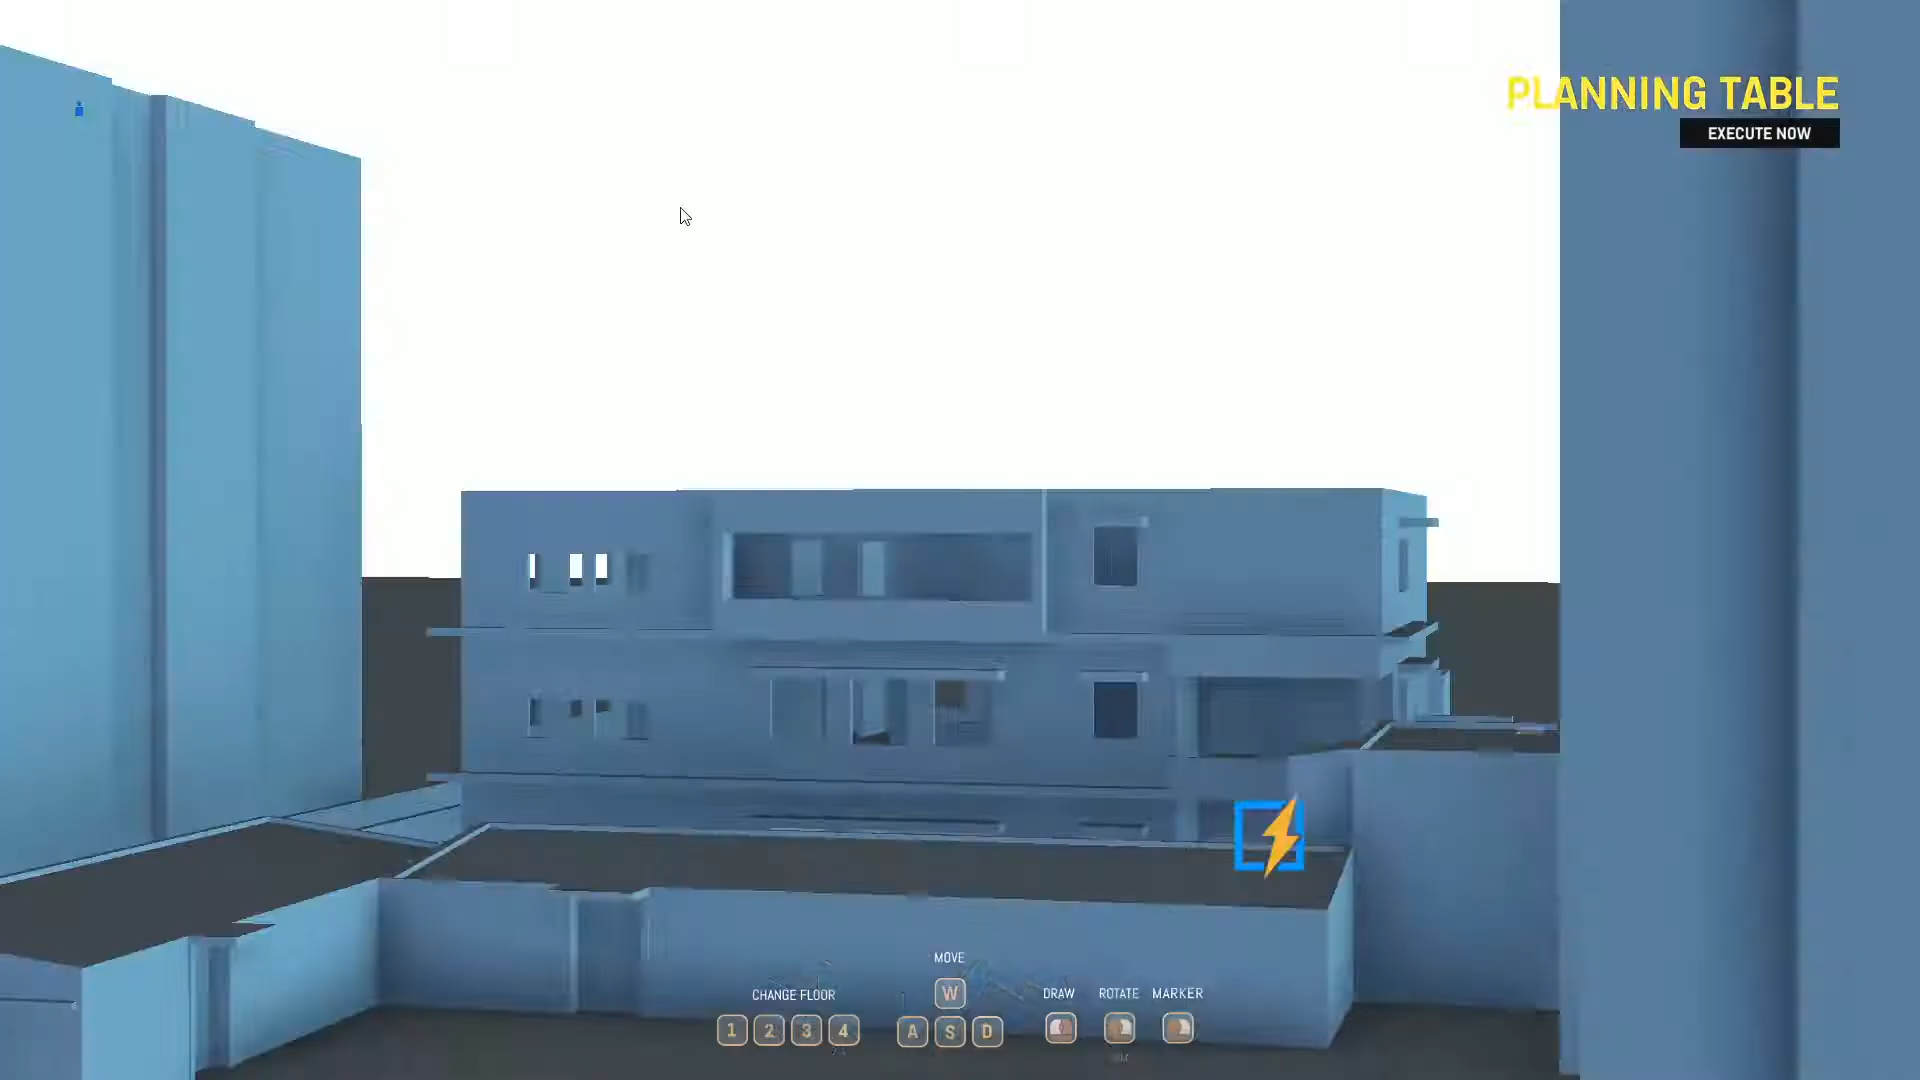 PLANNING TABLE
EXECUTE NOW
MOVE
CHANGE FLOOR
W
DRAW ROTATE MARKER
1 2 3 4 A S D